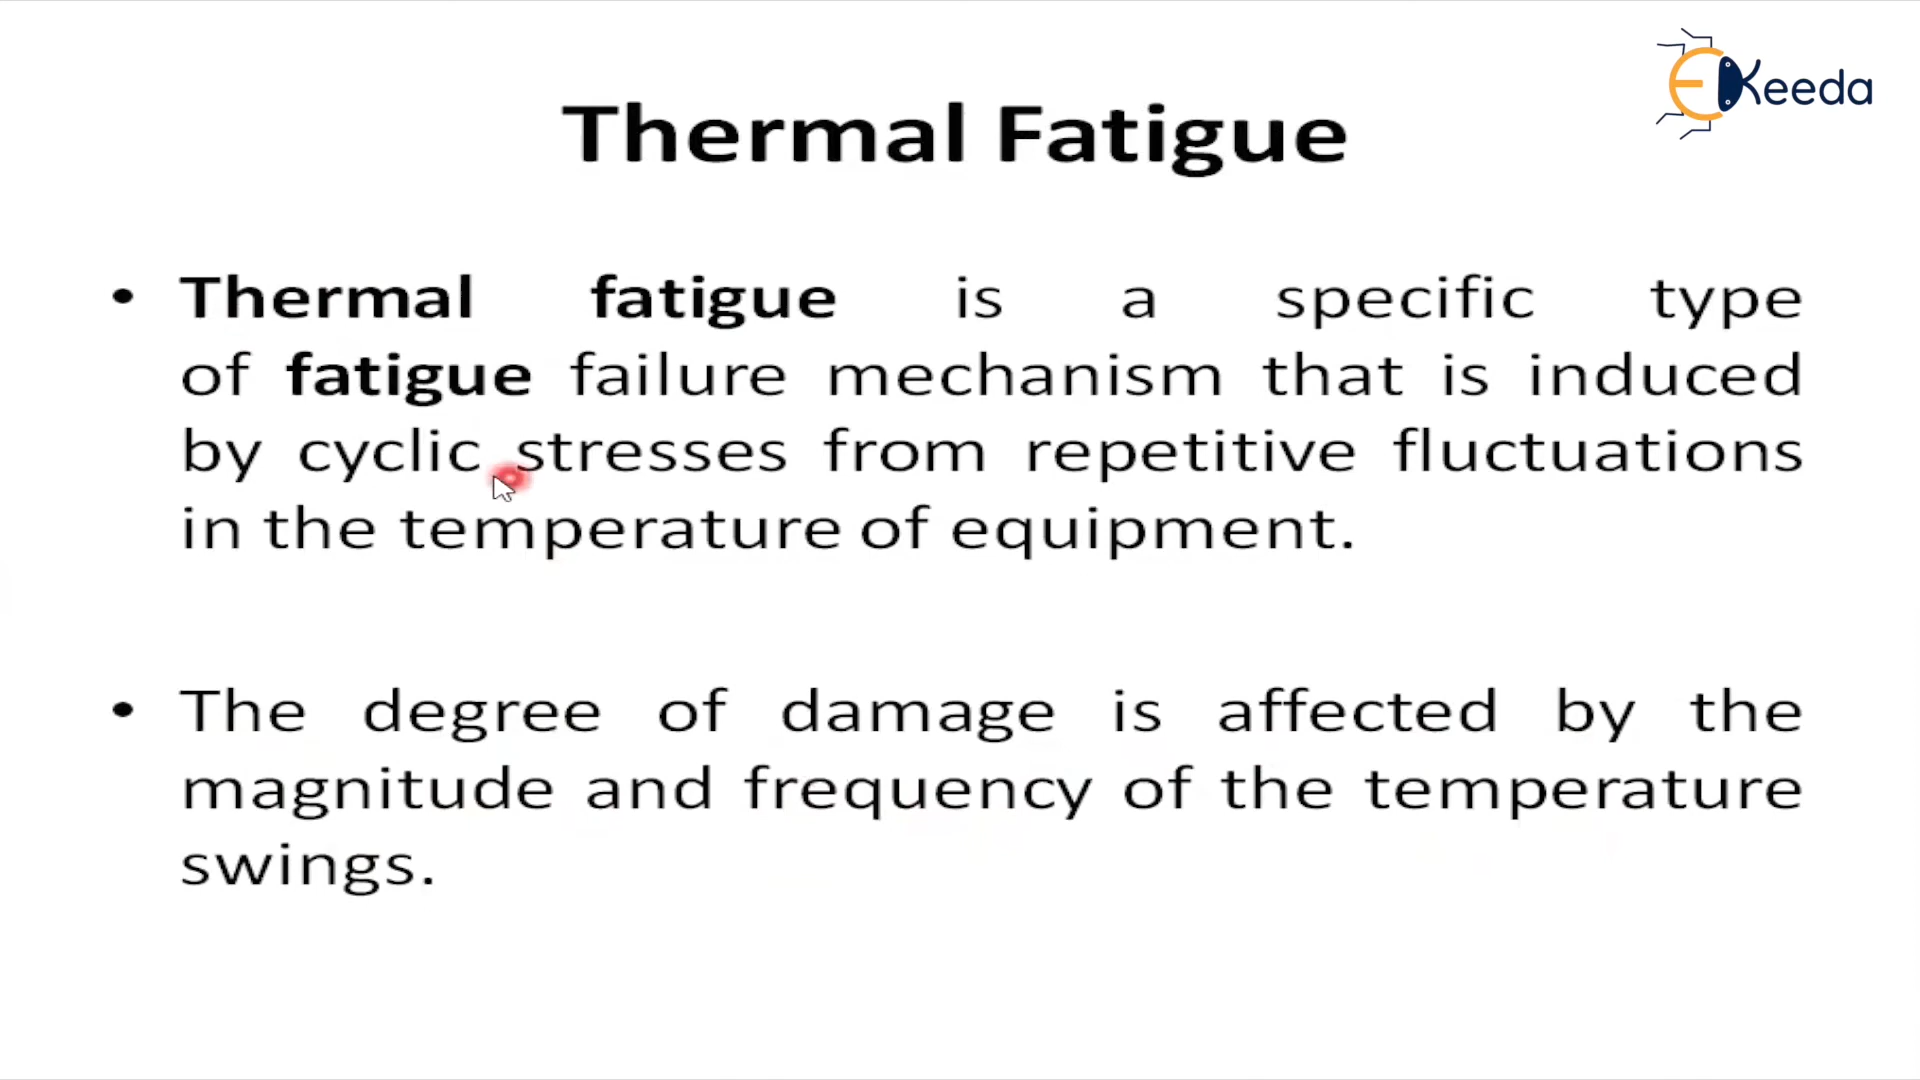 EKeeda
Thermal Fatigue
• Thermal fatigue is a specific type
of fatigue failure mechanism that is induced
by cyclic stresses from repetitive fluctuations
in the temperature of equipment.
• The degree of damage is affected by the
magnitude and frequency of the temperature
swings.